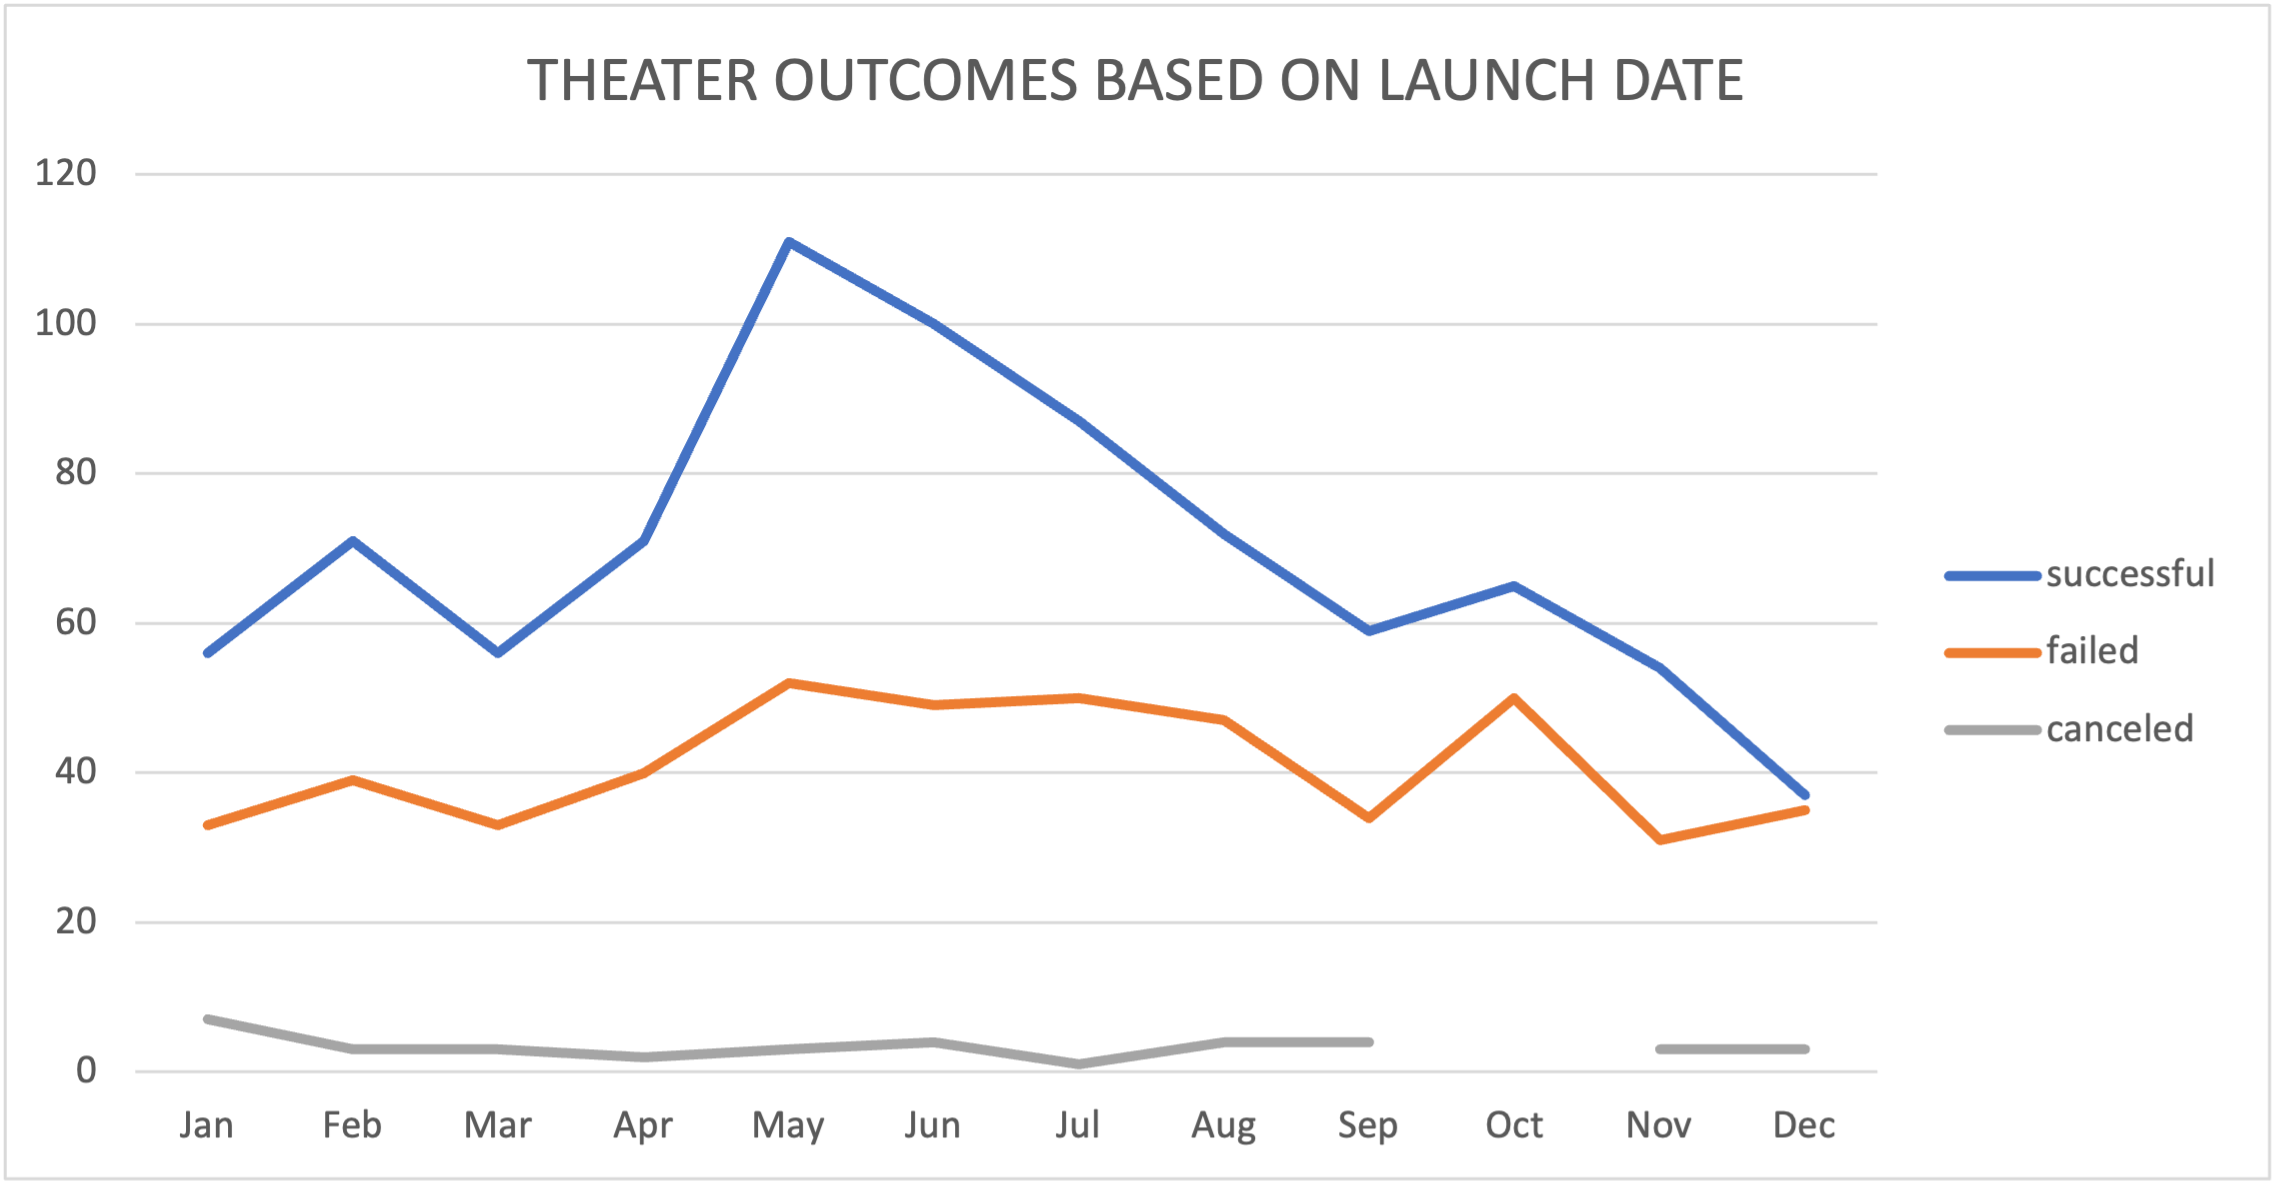 THEATER OUTCOMES BASED ON LAUNCH DATE
120
100
80
60
40
20
0
Jan Feb Mar Apr May Jun Jul Aug Sep Oct Nov Dec
successful
failed
canceled